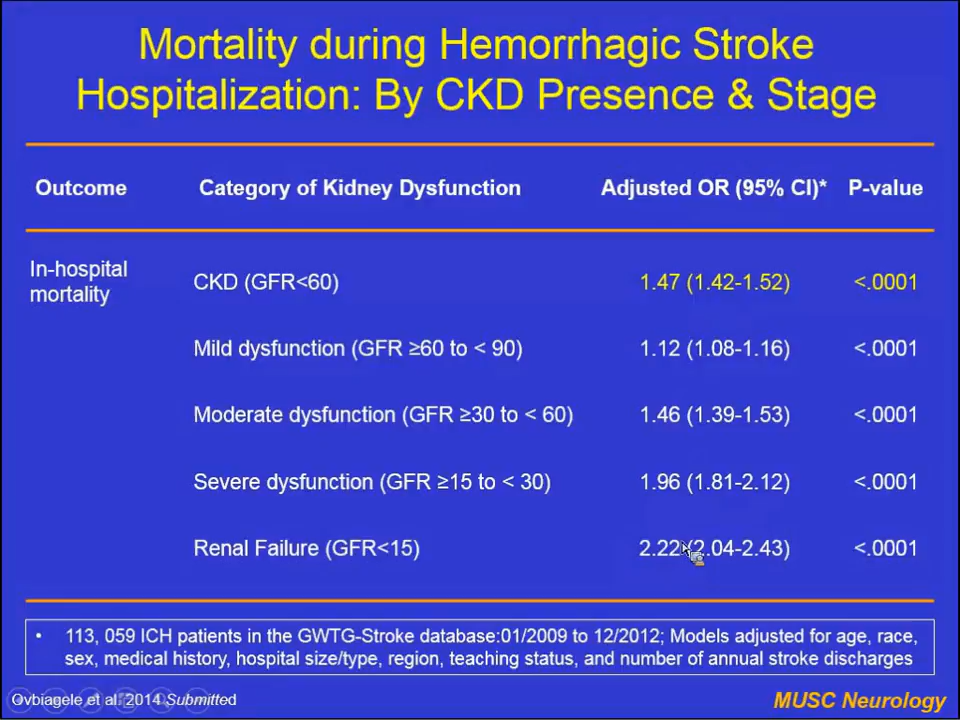 Mortality during Hemorrhagic Stroke
Hospitalization: By CKD Presence & Stage
Outcome Category of Kidney Dysfunction Adjusted OR (95% CI)* P-value
In-hospital
mortality
CKD (GFR<60) 1.47 (1.42-1.52) <.0001
Mild dysfunction (GFR ≥60 to < 90) 1.12 (1.08-1.16) <.0001
Moderate dysfunction (GFR ≥30 to < 60) 1.46 (1.39-1.53) <.0001
Severe dysfunction (GFR ≥15 to < 30) 1.96 (1.81-2.12) <.0001
Renal Failure (GFR<15) 2.22 (2.04-2.43) <.0001
• 113, 059 ICH patients in the GWTG-Stroke database:01/2009 to 12/2012; Models adjusted for age, race,
sex, medical history, hospital size/type, region, teaching status, and number of annual stroke discharges
Ovbiagele et al. 2014 Submitted
MUSC Neurology